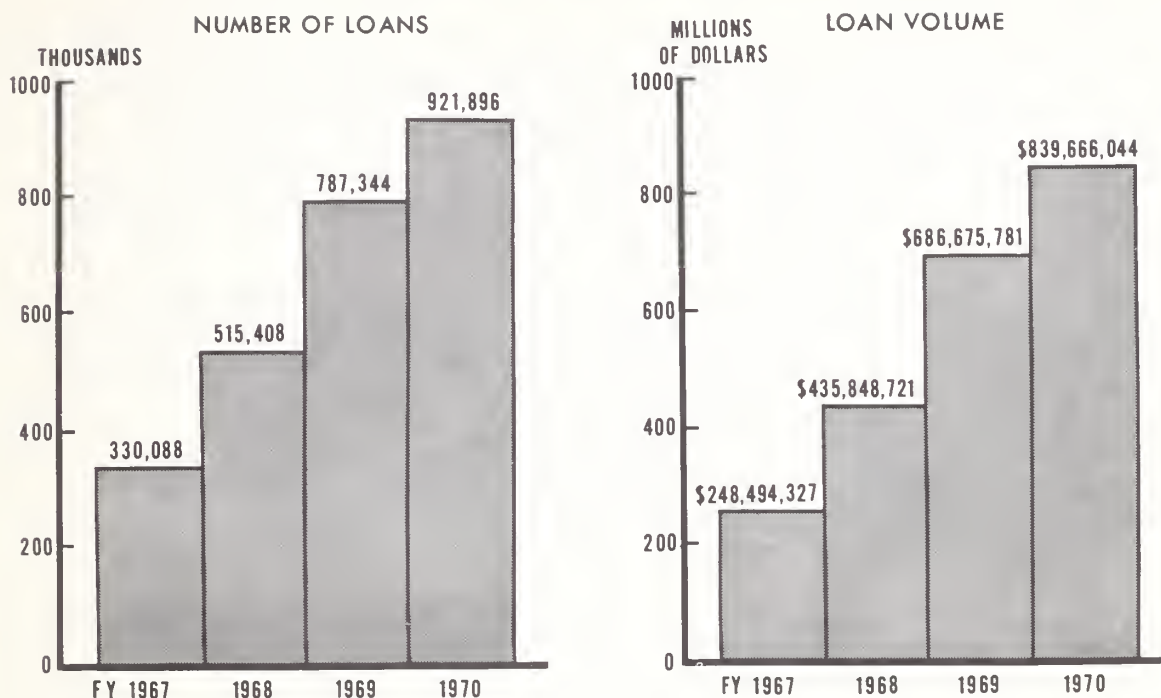 NUMBER OF LOANS
THOUSANDS
1000
800
600
400
200
0
330,088
515,408
787,344
921,896
FY 1967 1968 1969 1970
LOAN VOLUME
MILLIONS
OF DOLLARS
1000
800
600
400
200
0
$248,494,327
$435,848,721
$686,675,781
$839,666,044
FY 1967 1968 1969 1970